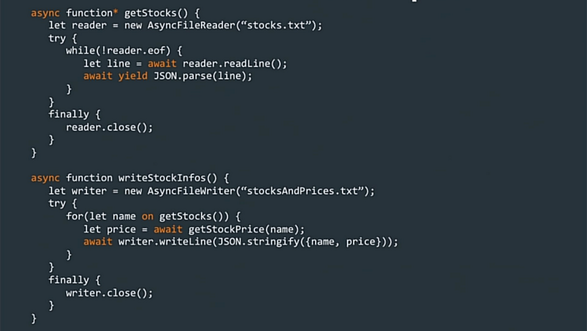 async function* getStocks() {
let reader = new AsyncFileReader(“stocks.txt”);
try {
while(!reader.eof) {
let line = await reader.readLine();
await yield JSON.parse(line);
}
}
finally {
reader.close();
}
}
async function writeStockInfos() {
let writer = new AsyncFileWriter(“stocksAndPrices.txt”);
try {
for(let name on getStocks()) {
let price = await getStockPrice(name);
await writer.writeLine(JSON.stringify({name, price}));
}
}
finally {
writer.close();
}
}